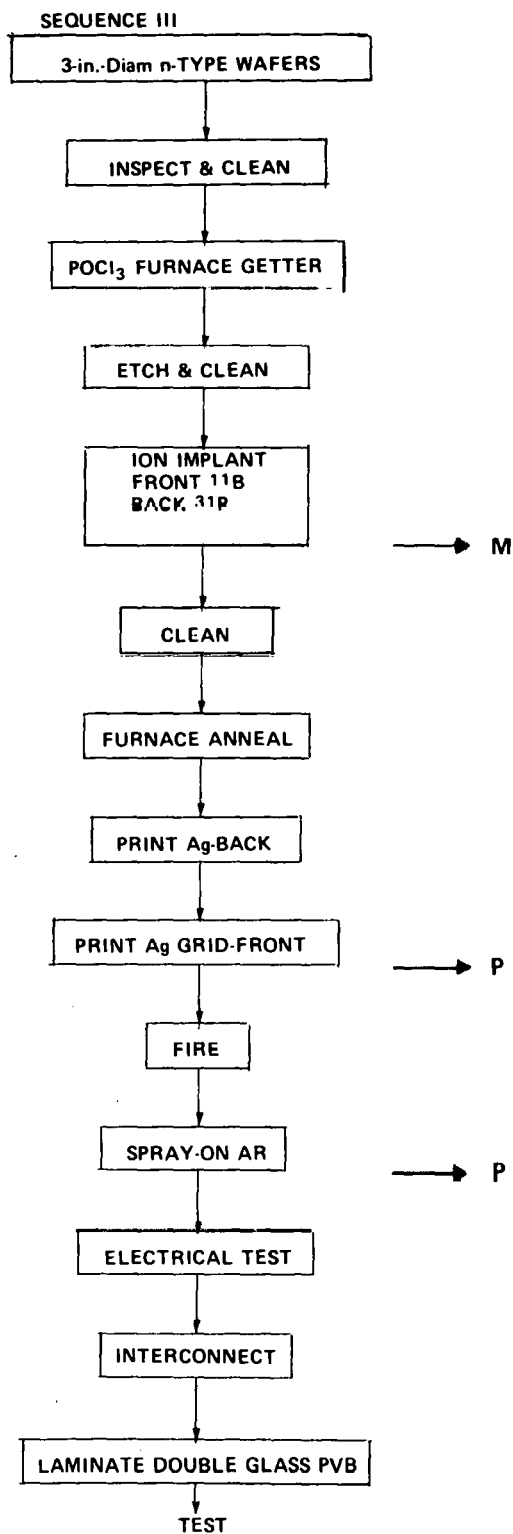 SEQUENCE III
3-in.-Diam n-TYPE WAFERS
INSPECT & CLEAN
POCl₃ FURNACE GETTER
ETCH & CLEAN
ION IMPLANT
FRONT ¹¹B
BACK ³¹P
M
CLEAN
FURNACE ANNEAL
PRINT Ag-BACK
PRINT Ag GRID-FRONT
P
FIRE
SPRAY-ON AR
P
ELECTRICAL TEST
INTERCONNECT
LAMINATE DOUBLE GLASS PVB
TEST